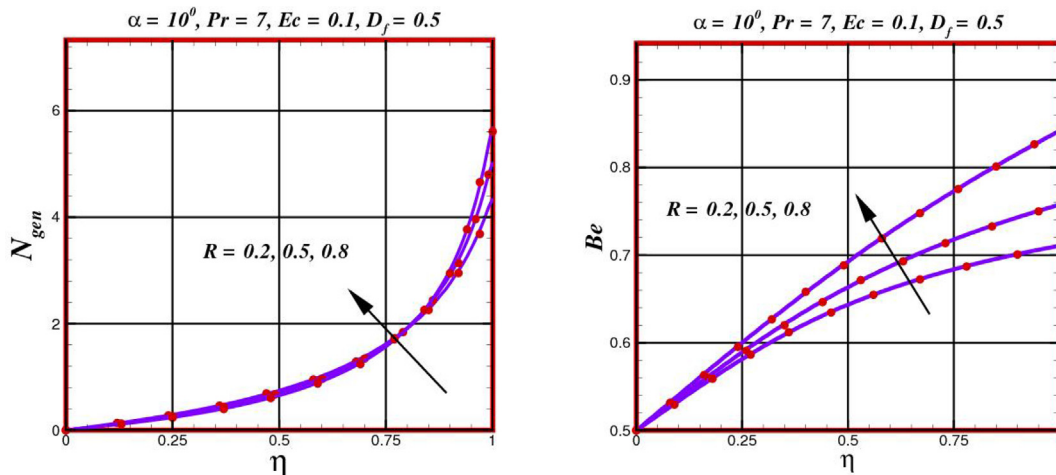 α = 10⁰, Pr = 7, Ec = 0.1, D_f = 0.5
N_gen
6
4
2
0
R = 0.2, 0.5, 0.8
0 0.25 0.5 0.75 1
η
α = 10⁰, Pr = 7, Ec = 0.1, D_f = 0.5
Be
0.9
0.8
0.7
0.6
0.5
R = 0.2, 0.5, 0.8
0 0.25 0.5 0.75
η